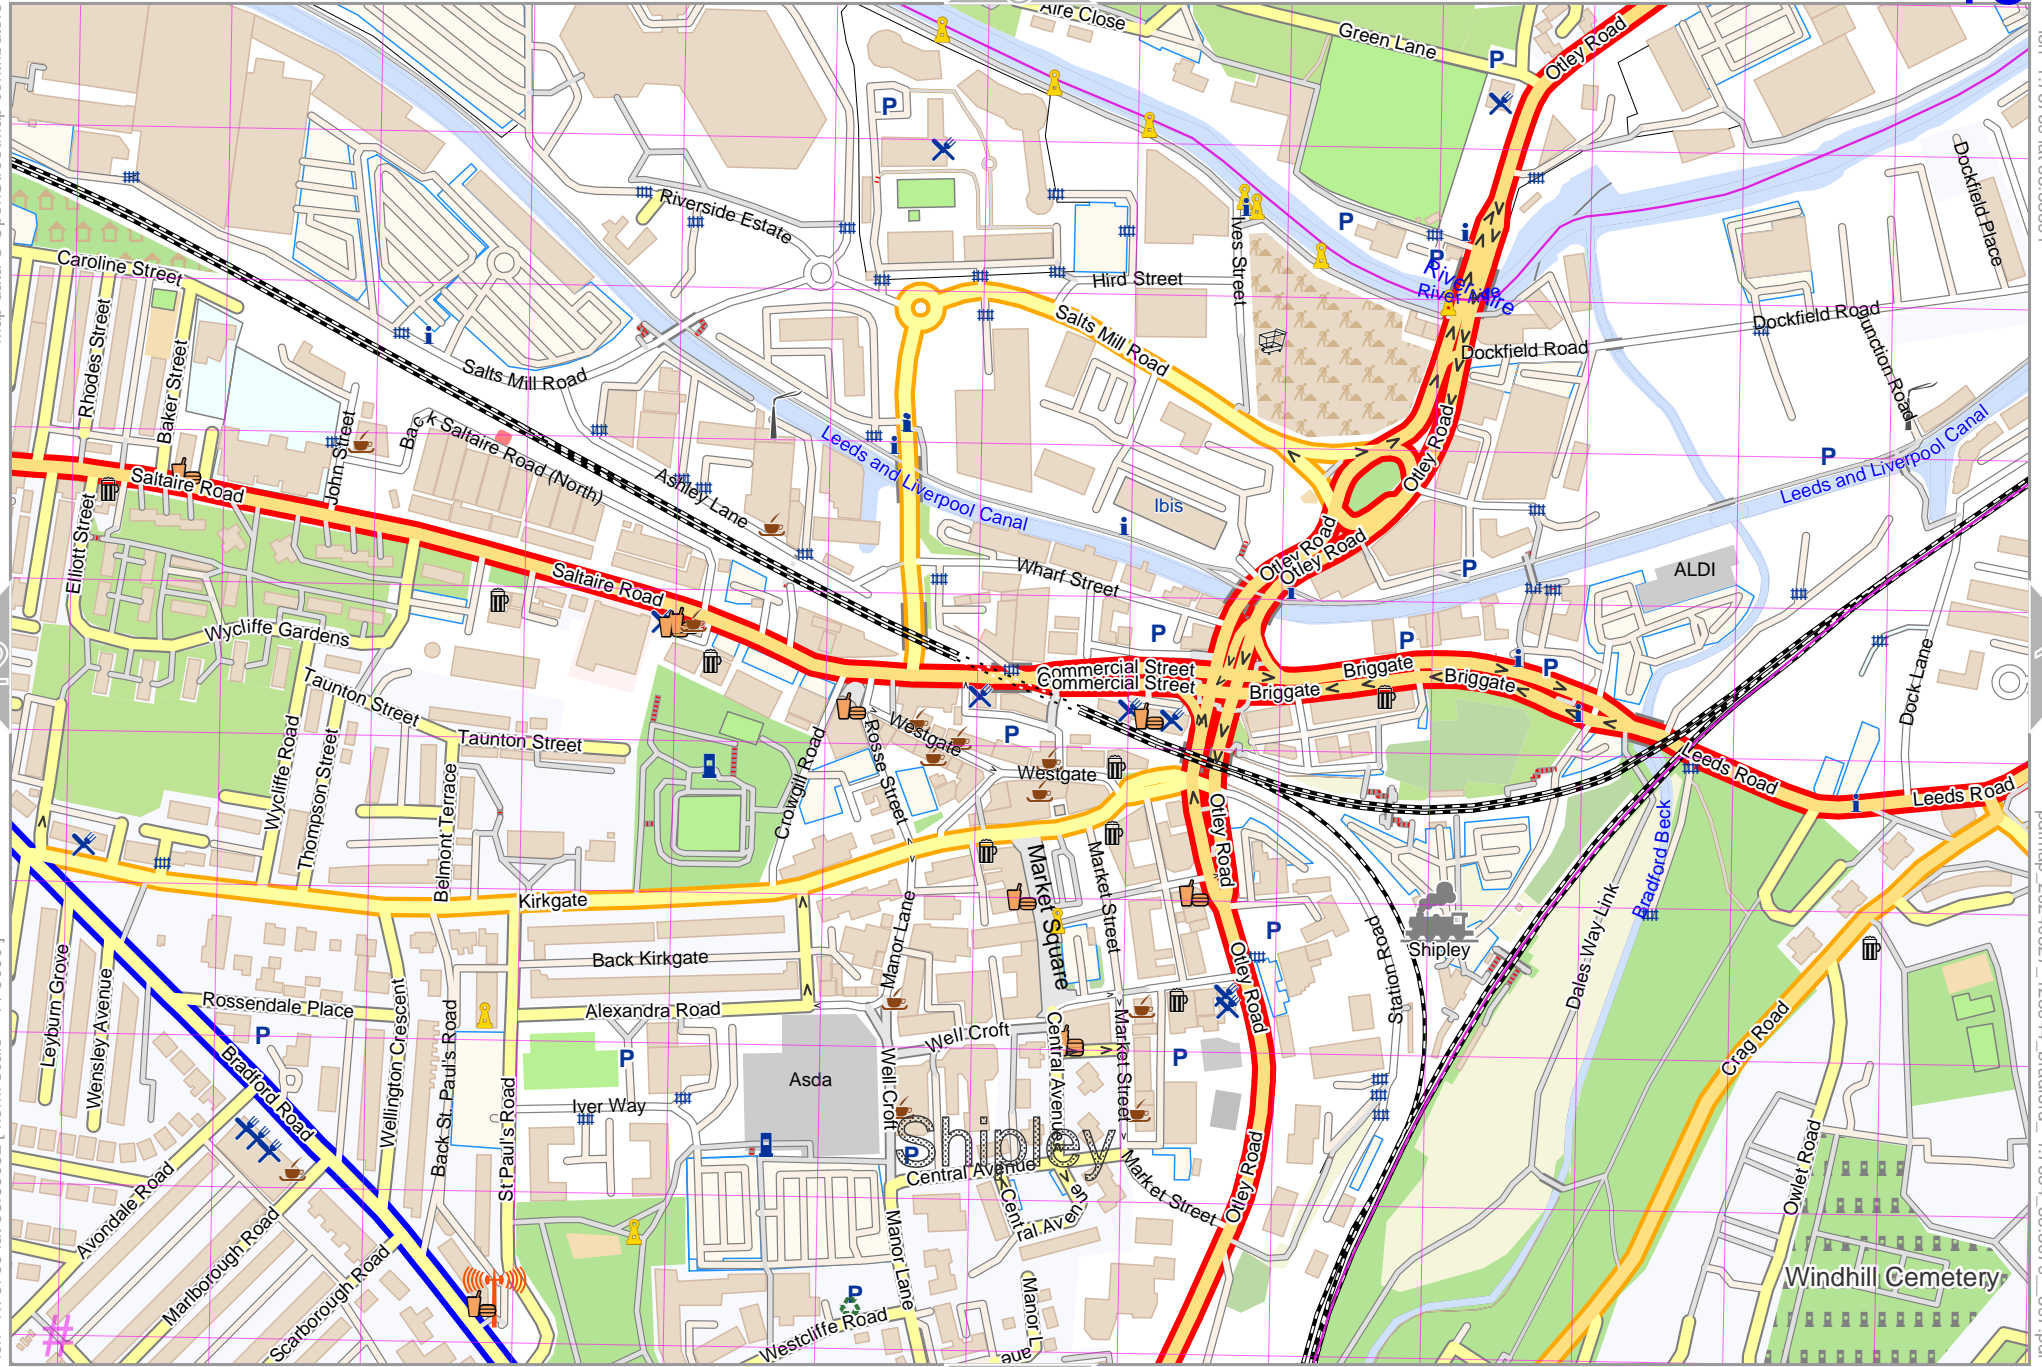 Aire Close
Green Lane
Otley Road
P
P
Dockfield Place
Riverside Estate
Ives Street
P
P
Caroline Street
Hird Street
River Aire
River Aire
Dockfield Road
Salts Mill Road
Dockfield Road
Junction Road
Rhodes Street
Baker Street
Salts Mill Road
John Street
Back Saltaire Road (North)
Otley Road
Leeds and Liverpool Canal
Leeds and Liverpool Canal
P
Saltaire Road
Ashley Lane
Ibis
Elliott Street
Otley Road
Otley Road
Wharf Street
P
ALDI
Saltaire Road
Wycliffe Gardens
P
P
P
Commercial Street
Commercial Street
Briggate
Briggate
Briggate
Dock Lane
Taunton Street
Taunton Street
Wycliffe Road
Thompson Street
Rosse Street
Westgate
P
Westgate
Crowgill Road
Belmont Terrace
Leeds Road
Leeds Road
Otley Road
Bradford Beck
Market Square
Market Street
Kirkgate
Dales Way Link
Station Road
Shipley
P
Leyburn Grove
Wensley Avenue
Back Kirkgate
Manor Lane
Otley Road
Rossendale Place
Wellington Crescent
Back St. Paul's Road
Alexandra Road
Well Croft
Central Avenue
Market Street
P
P
P
Crag Road
Bradford Road
Asda
Well Croft
Iver Way
St Paul's Road
Shipley
P
Central Avenue
Market Street
Otley Road
Owlet Road
Avondale Road
Marlborough Road
Scarborough Road
Manor Lane
Central Avenue
Windhill Cemetery
P
Westcliffe Road
Manor Lane
#